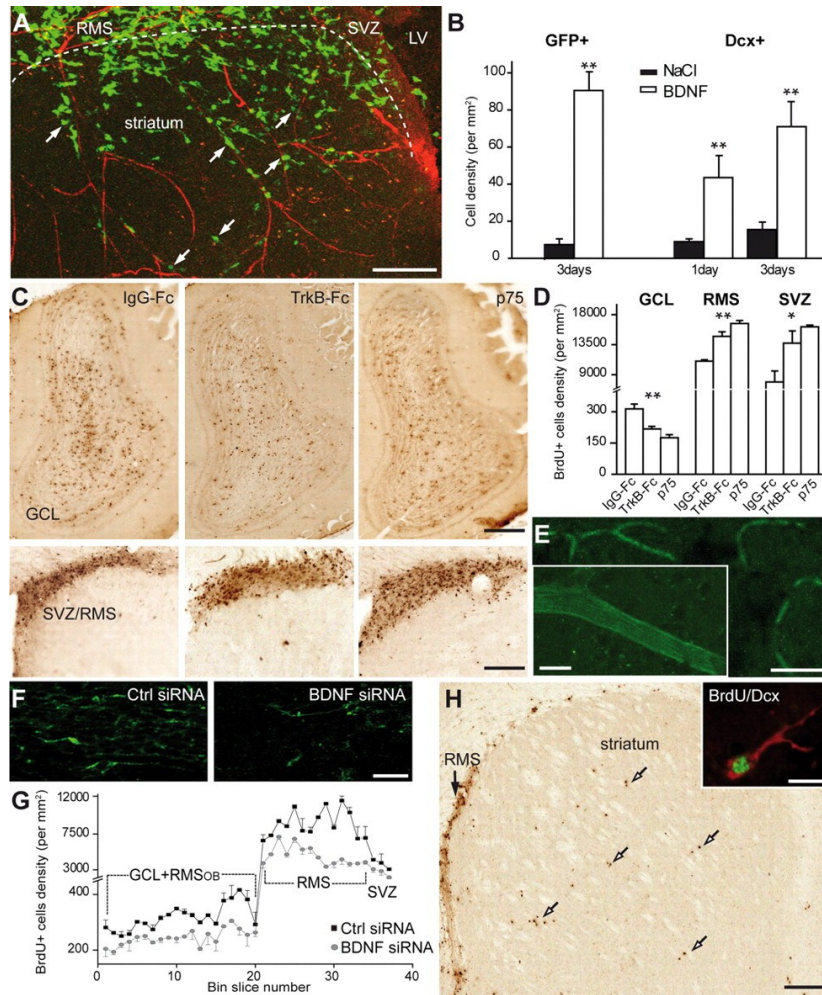 A
RMS
SVZ
LV
striatum
B
GFP+
Dcx+
NaCl
BDNF
**
**
**
Cell density (per mm²)
100
80
60
40
20
0
3days
1day
3days
C
IgG-Fc
TrkB-Fc
p75
GCL
SVZ/RMS
D
GCL
RMS
SVZ
**
**
*
BrdU+ cells density (per mm²)
18000
13500
9000
300
150
0
IgG-Fc
TrkB-Fc
p75
IgG-Fc
TrkB-Fc
p75
IgG-Fc
TrkB-Fc
p75
E
F
Ctrl siRNA
BDNF siRNA
G
BrdU+ cells density (per mm²)
12000
7500
3000
400
200
GCL+RMSOB
RMS
SVZ
Ctrl siRNA
BDNF siRNA
0
10
20
30
40
Bin slice number
H
BrdU/Dcx
striatum
RMS